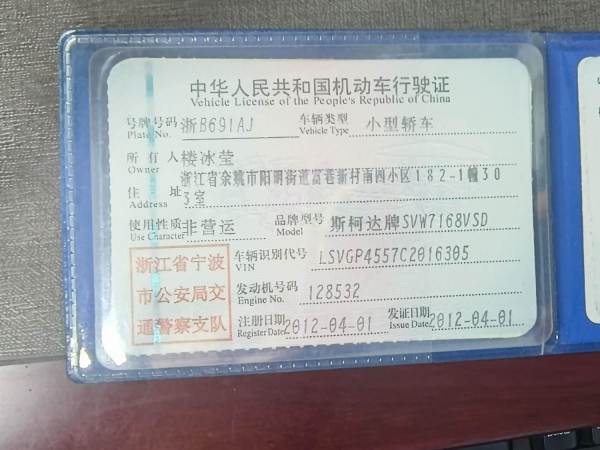 中华人民共和国机动车行驶证
Vehicle License of the People's Republic of China
号牌号码 浙B691AJ 车辆类型 小型轿车
Plate No. Vehicle Type
所有人 楼冰莹
Owner
住址 浙江省余姚市阳明街道富巷新村南四小区182-1幢30
Address 3室
使用性质 非营运 品牌型号 斯柯达牌SVW7168VSD
Use Character Model
浙江省宁波
市公安局交
通警察支队
车辆识别代号 LSVGP4557C2016305
VIN
发动机号码 128532
Engine No.
注册日期 2012-04-01 发证日期 2012-04-01
Register Date Issue Date